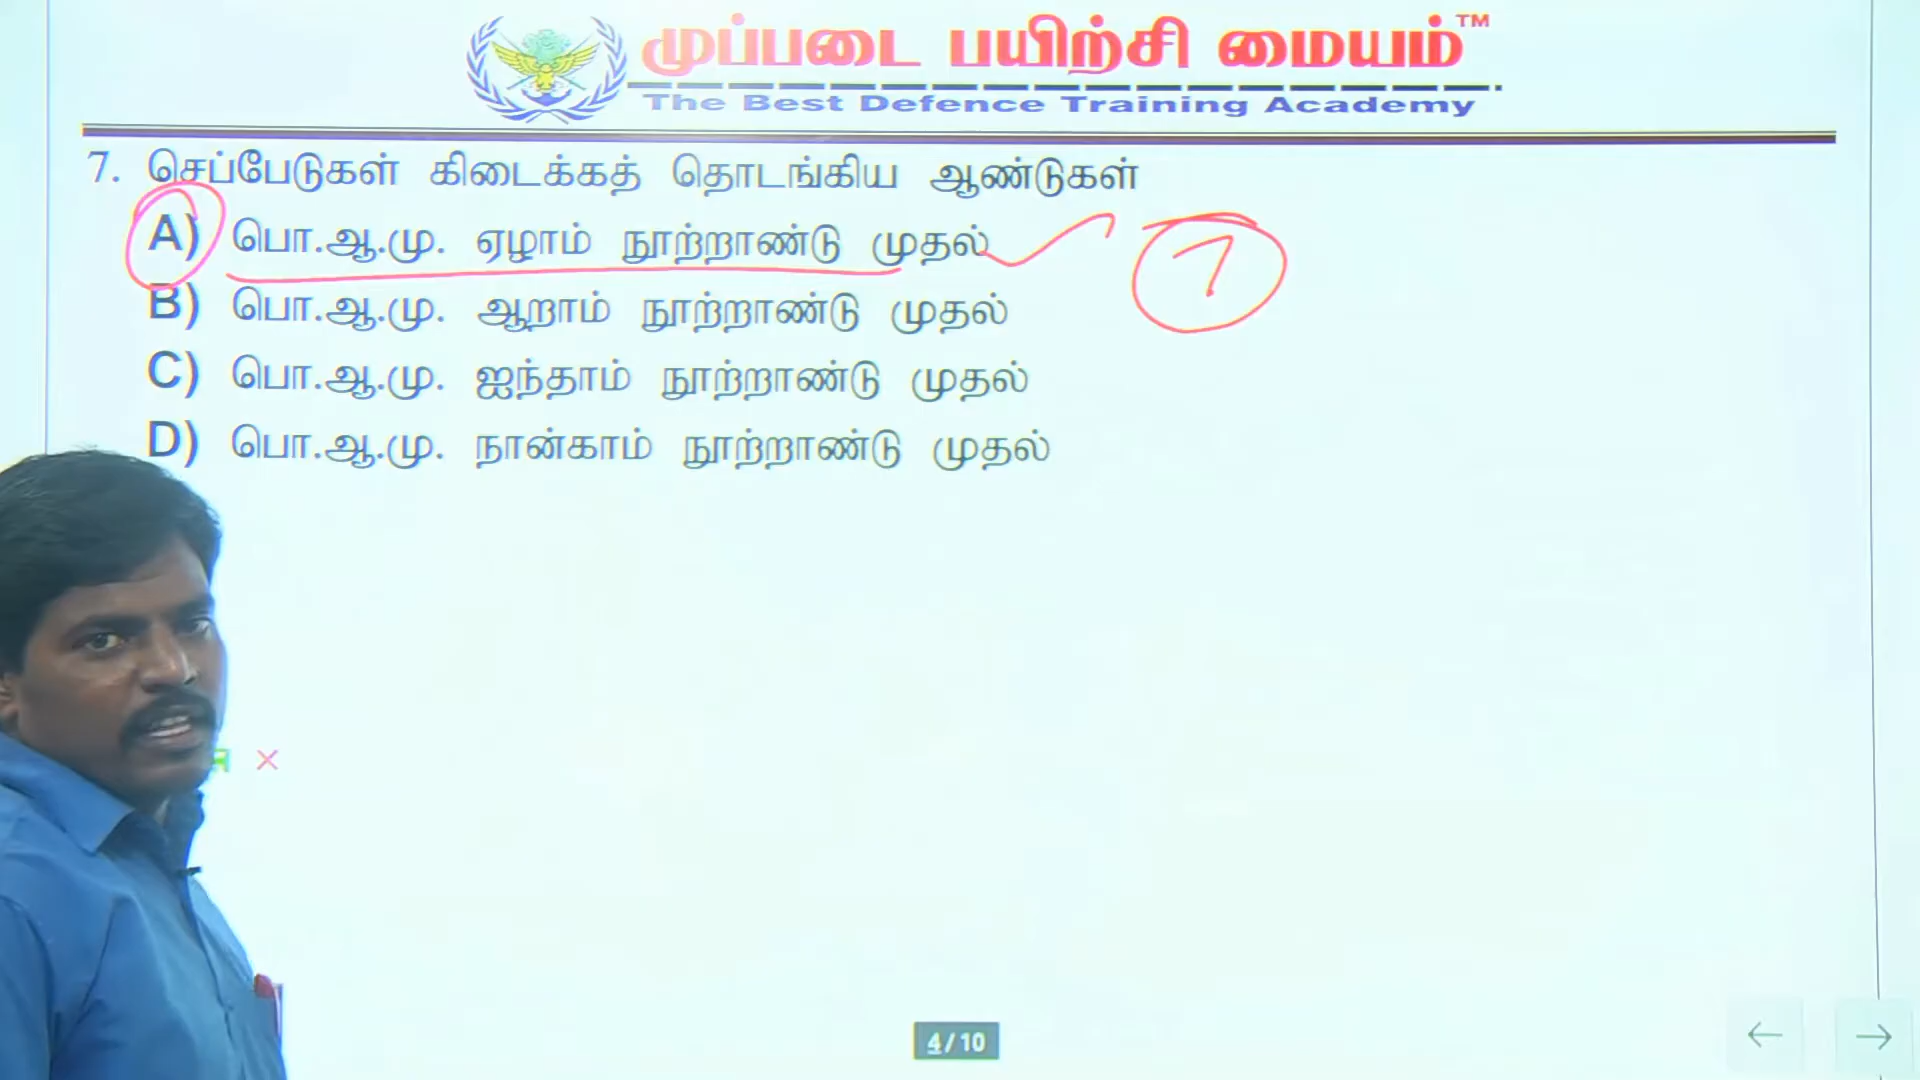 முப்படை பயிற்சி மையம்™
The Best Defence Training Academy
7. செப்பேடுகள் கிடைக்கத் தொடங்கிய ஆண்டுகள்
A) பொ.ஆ.மு. ஏழாம் நூற்றாண்டு முதல்
7
B) பொ.ஆ.மு. ஆறாம் நூற்றாண்டு முதல்
C) பொ.ஆ.மு. ஐந்தாம் நூற்றாண்டு முதல்
D) பொ.ஆ.மு. நான்காம் நூற்றாண்டு முதல்
4/10